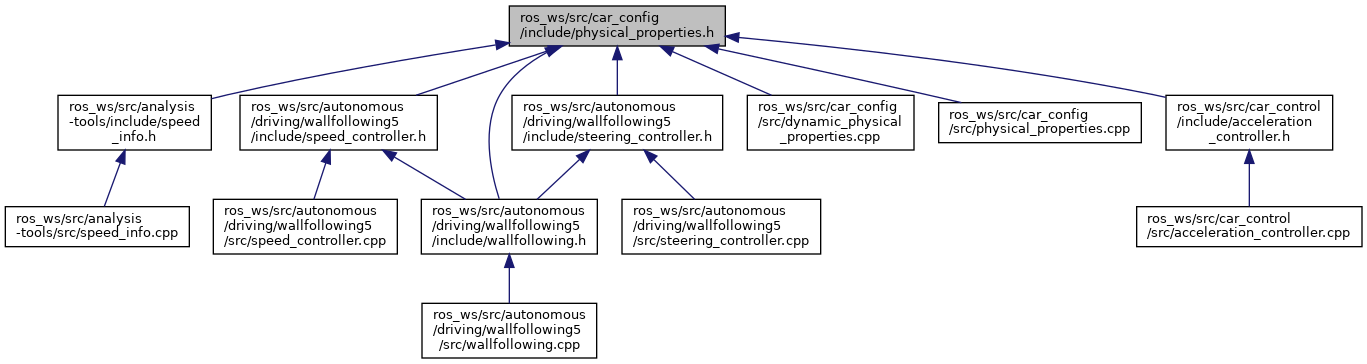 ros_ws/src/car_config
/include/physical_properties.h
ros_ws/src/analysis
-tools/include/speed
_info.h
ros_ws/src/autonomous
/driving/wallfollowing5
/include/speed_controller.h
ros_ws/src/autonomous
/driving/wallfollowing5
/include/steering_controller.h
ros_ws/src/car_config
/src/dynamic_physical
_properties.cpp
ros_ws/src/car_config
/src/physical_properties.cpp
ros_ws/src/car_control
/include/acceleration
_controller.h
ros_ws/src/analysis
-tools/src/speed_info.cpp
ros_ws/src/autonomous
/driving/wallfollowing5
/src/speed_controller.cpp
ros_ws/src/autonomous
/driving/wallfollowing5
/include/wallfollowing.h
ros_ws/src/autonomous
/driving/wallfollowing5
/src/steering_controller.cpp
ros_ws/src/car_control
/src/acceleration_controller.cpp
ros_ws/src/autonomous
/driving/wallfollowing5
/src/wallfollowing.cpp